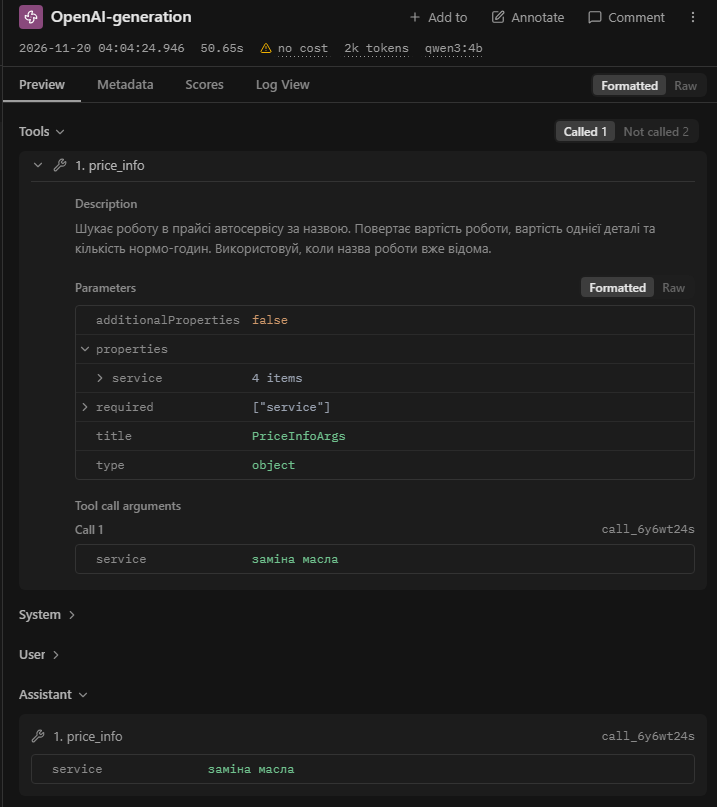 OpenAI-generation
Add to
Annotate
Comment
2026-11-20 04:04:24.946 50.65s no cost 2k tokens qwen3:4b
Preview Metadata Scores Log View
Formatted Raw
Tools
Called 1 Not called 2
1. price_info
Description
Шукає роботу в прайсі автосервісу за назвою. Повертає вартість роботи, вартість однієї деталі та
кількість нормо-годин. Використовуй, коли назва роботи вже відома.
Parameters
Formatted Raw
additionalProperties false
properties
service 4 items
required ["service"]
title PriceInfoArgs
type object
Tool call arguments
Call 1 call_6y6wt24s
service заміна масла
System
User
Assistant
1. price_info call_6y6wt24s
service заміна масла